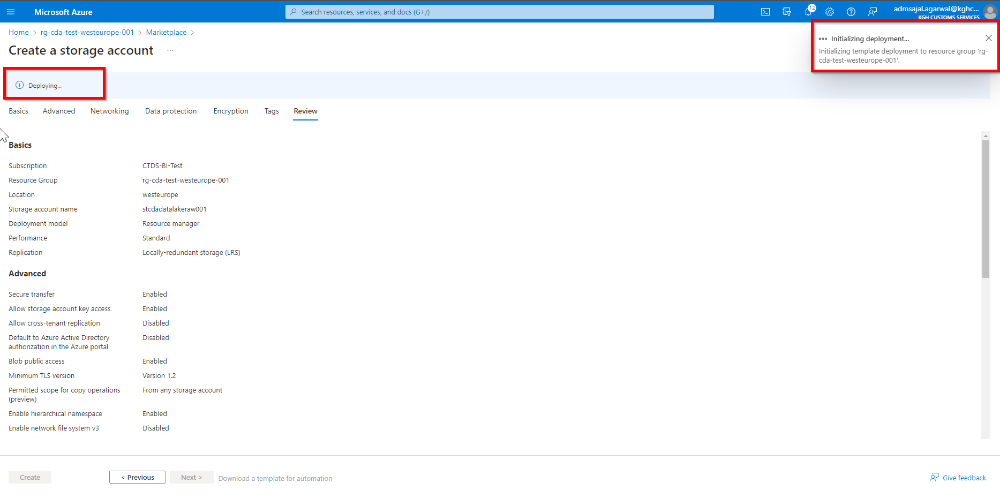 Microsoft Azure
Search resources, services, and docs (G+/)
12
admsajal.agarwal@kghc...
KGH CUSTOMS SERVICES
Home > rg-cda-test-westeurope-001 > Marketplace >
Create a storage account ...
Initializing deployment...
Initializing template deployment to resource group 'rg-
cda-test-westeurope-001'.
Deploying...
Basics Advanced Networking Data protection Encryption Tags Review
Basics
Subscription CTDS-BI-Test
Resource Group rg-cda-test-westeurope-001
Location westeurope
Storage account name stcdadatalakeraw001
Deployment model Resource manager
Performance Standard
Replication Locally-redundant storage (LRS)
Advanced
Secure transfer Enabled
Allow storage account key access Enabled
Allow cross-tenant replication Disabled
Default to Azure Active Directory Disabled
authorization in the Azure portal
Blob public access Enabled
Minimum TLS version Version 1.2
Permitted scope for copy operations From any storage account
(preview)
Enable hierarchical namespace Enabled
Enable network file system v3 Disabled
Create < Previous Next > Download a template for automation Give feedback